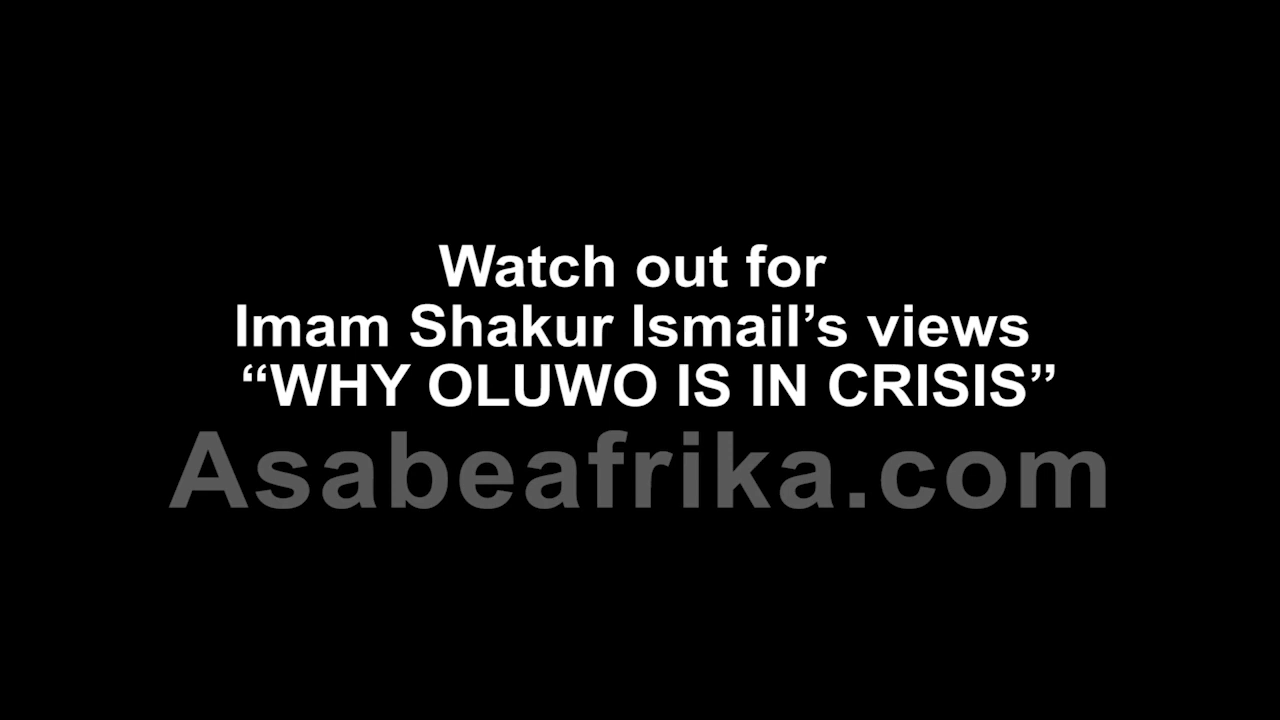 Watch out for
Imam Shakur Ismail’s views
“WHY OLUWO IS IN CRISIS”
Asabeafrika.com